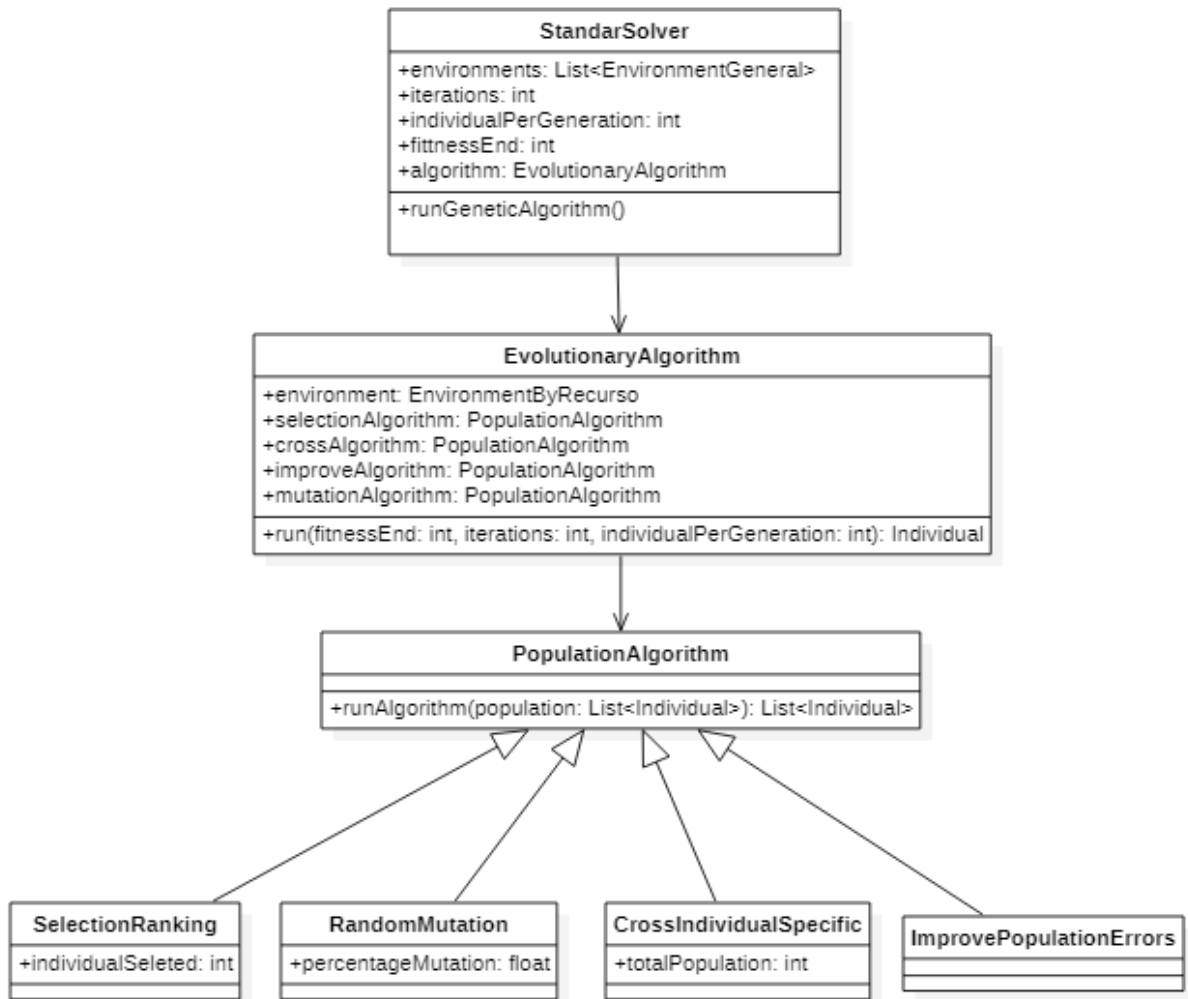 StandarSolver
+environments: List<EnvironmentGeneral>
+iterations: int
+individualPerGeneration: int
+fittnessEnd: int
+algorithm: EvolutionaryAlgorithm
+runGeneticAlgorithm()
EvolutionaryAlgorithm
+environment: EnvironmentByRecurso
+selectionAlgorithm: PopulationAlgorithm
+crossAlgorithm: PopulationAlgorithm
+improveAlgorithm: PopulationAlgorithm
+mutationAlgorithm: PopulationAlgorithm
+run(fitnessEnd: int, iterations: int, individualPerGeneration: int): Individual
PopulationAlgorithm
+runAlgorithm(population: List<Individual>): List<Individual>
SelectionRanking
+individualSeleted: int
RandomMutation
+percentageMutation: float
CrossIndividualSpecific
+totalPopulation: int
ImprovePopulationErrors